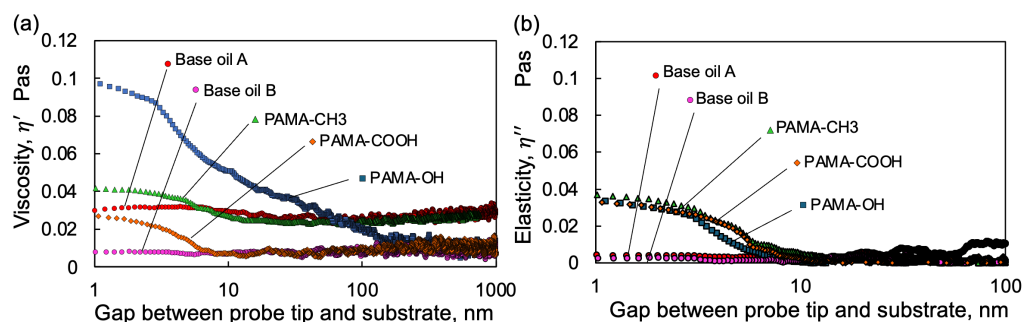 (a)
Viscosity, η′ Pas
0.12
0.1
0.08
0.06
0.04
0.02
0
Base oil A
Base oil B
PAMA-CH3
PAMA-COOH
PAMA-OH
1
10
100
1000
Gap between probe tip and substrate, nm
(b)
Elasticity, η″ Pas
0.12
0.1
0.08
0.06
0.04
0.02
0
Base oil A
Base oil B
PAMA-CH3
PAMA-COOH
PAMA-OH
1
10
100
Gap between probe tip and substrate, nm